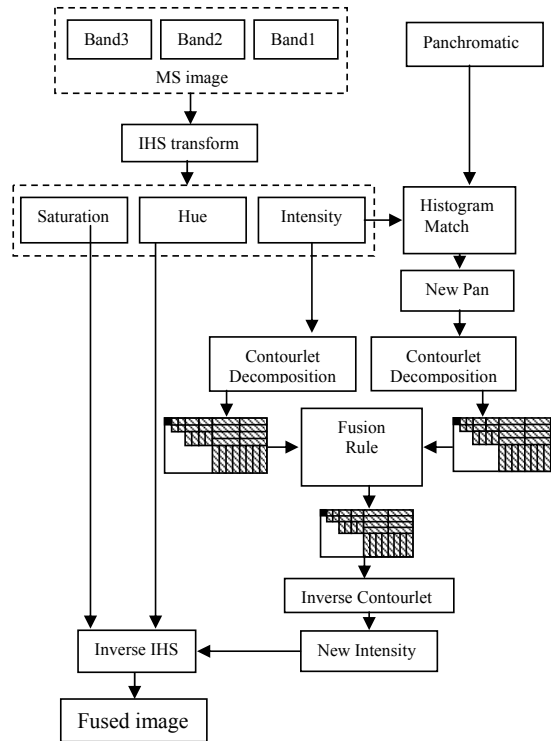 Band3 Band2 Band1
MS image
Panchromatic
IHS transform
Saturation Hue Intensity
Histogram
Match
New Pan
Contourlet
Decomposition
Contourlet
Decomposition
Fusion
Rule
Inverse Contourlet
Inverse IHS
New Intensity
Fused image